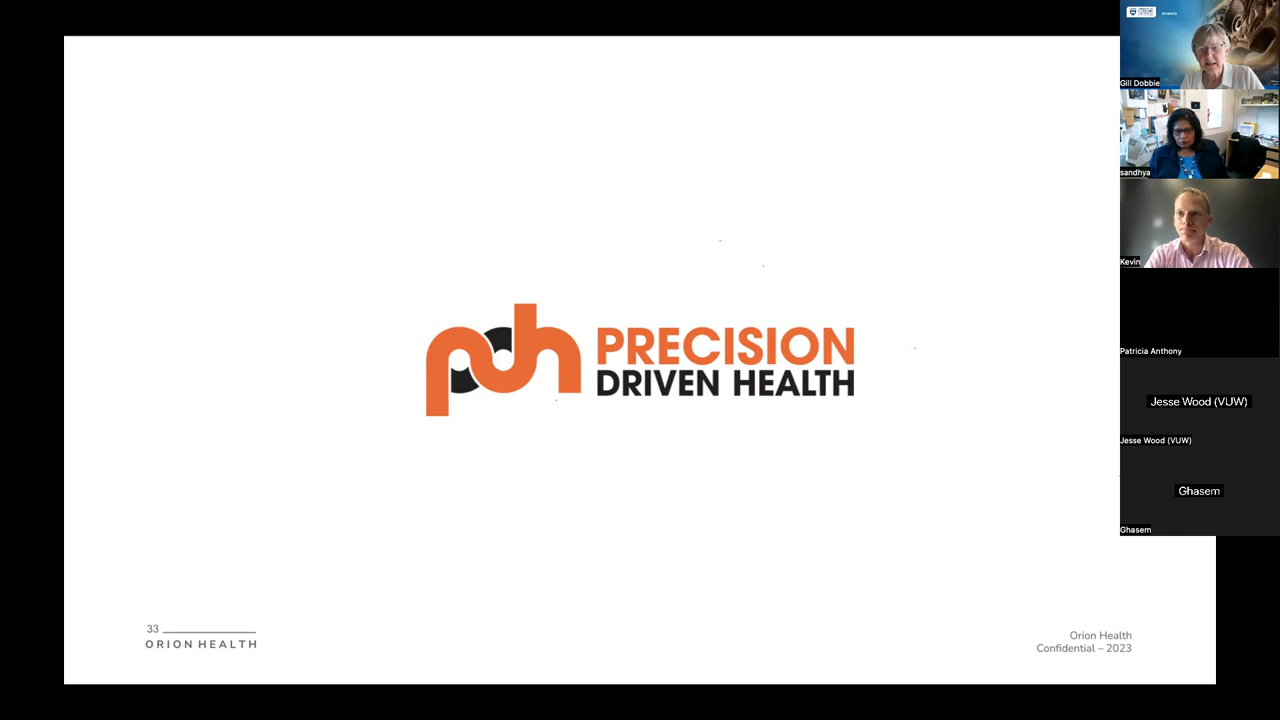 pdh PRECISION
DRIVEN HEALTH
33
ORION HEALTH
Orion Health
Confidential – 2023
Gill Dobbie
sandhya
Kevin
Patricia Anthony
Jesse Wood (VUW)
Jesse Wood (VUW)
Ghasem
Ghasem